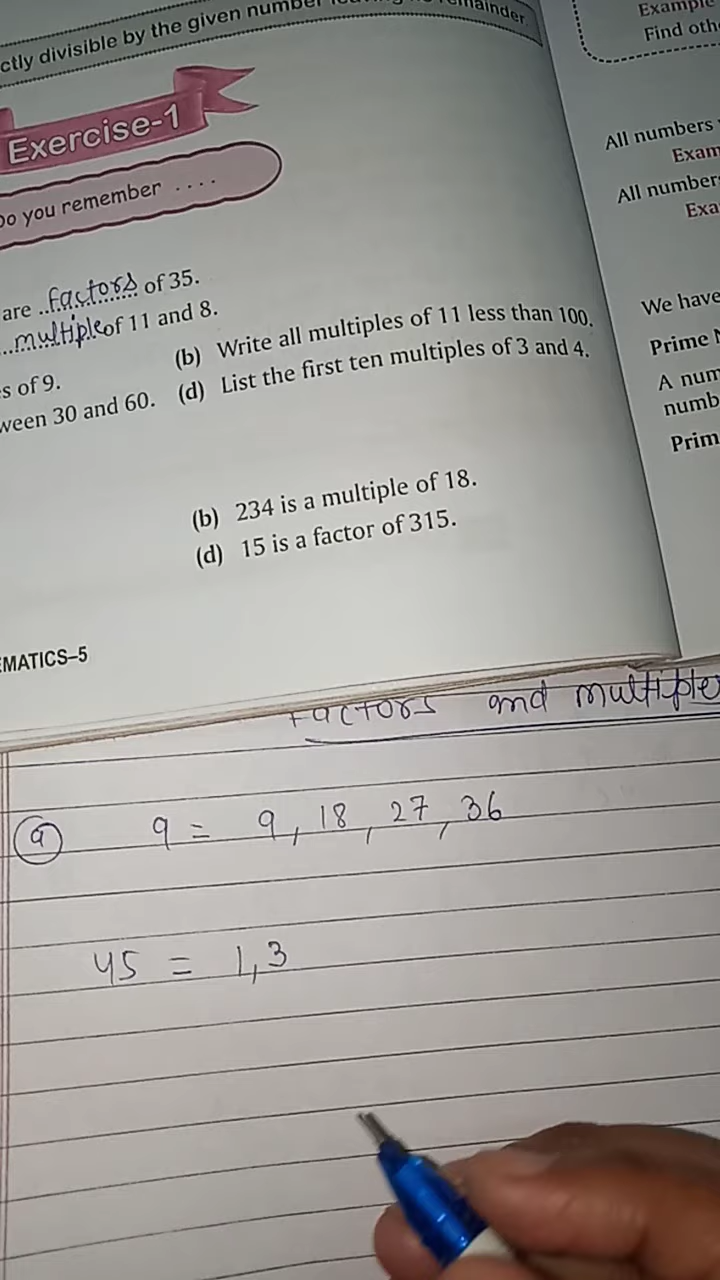 ctly divisible by the given number remainder.
Exercise-1
Do you remember ....
are ..factors.. of 35.
...multiple of 11 and 8.
(b) Write all multiples of 11 less than 100.
s of 9.
(d) List the first ten multiples of 3 and 4.
ween 30 and 60.
(b) 234 is a multiple of 18.
(d) 15 is a factor of 315.
EMATICS–5
Example
Find oth
All numbers
Exam
All number
Exa
We have
Prime
A num
numb
Prim
Factors and multiples
(a) 9 = 9, 18, 27, 36
45 = 1, 3